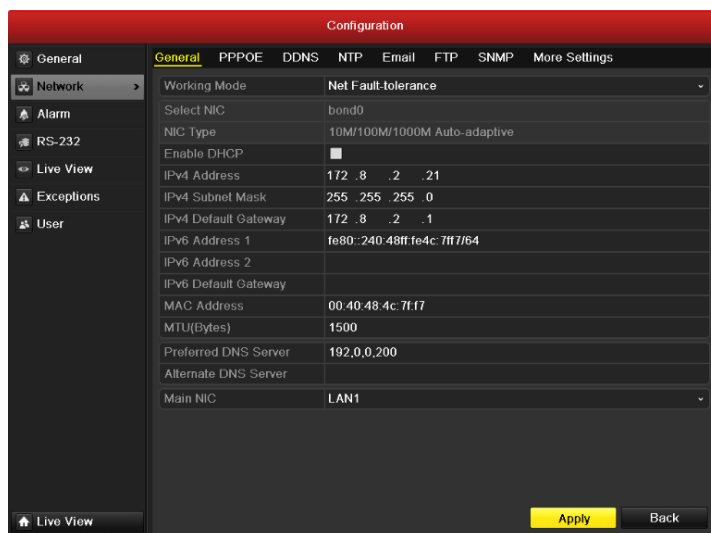 Configuration
General
Network >
Alarm
RS-232
Live View
Exceptions
User
Live View
General PPPOE DDNS NTP Email FTP SNMP More Settings
Working Mode Net Fault-tolerance
Select NIC bond0
NIC Type 10M/100M/1000M Auto-adaptive
Enable DHCP
IPv4 Address 172 .8 .2 .21
IPv4 Subnet Mask 255 .255 .255 .0
IPv4 Default Gateway 172 .8 .2 .1
IPv6 Address 1 fe80::240:48ff:fe4c:7ff7/64
IPv6 Address 2
IPv6 Default Gateway
MAC Address 00:40:48:4c:7f:f7
MTU(Bytes) 1500
Preferred DNS Server 192.0.0.200
Alternate DNS Server
Main NIC LAN1
Apply Back